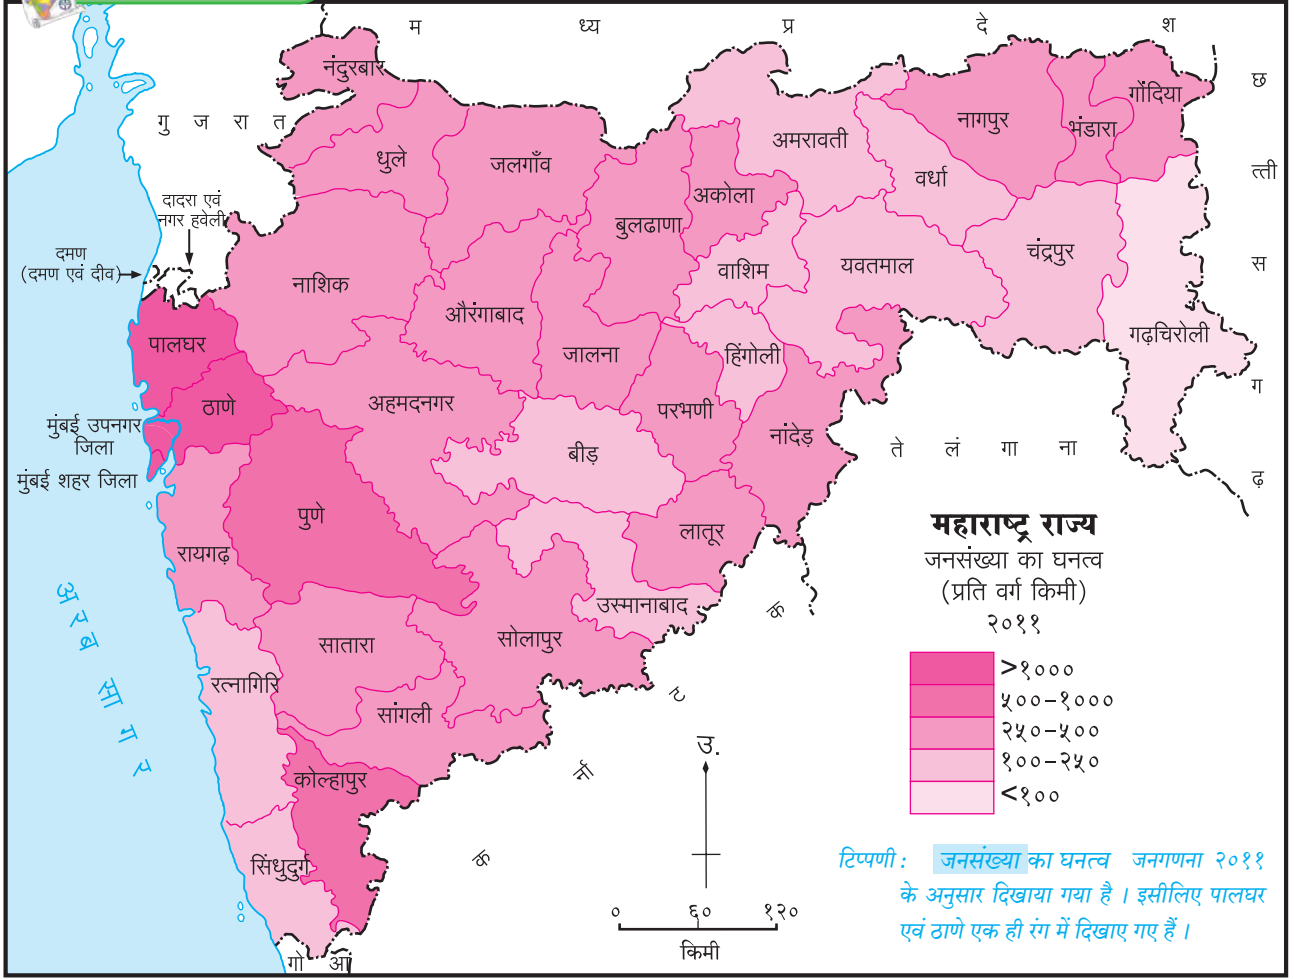 म ध्य प्र दे श
छ
त्ती
स
ग
ढ़
गु ज रा त
नंदुरबार
धुले
जलगाँव
बुलढाणा
अकोला
अमरावती
वर्धा
नागपुर
भंडारा
गोंदिया
दादरा एवं
नगर हवेली
दमण
(दमण एवं दीव)
नाशिक
औरंगाबाद
जालना
वाशिम
यवतमाल
चंद्रपुर
गढ़चिरोली
हिंगोली
पालघर
ठाणे
अहमदनगर
परभणी
नांदेड़
मुंबई उपनगर
जिला
मुंबई शहर जिला
बीड़
ते लं गा ना
पुणे
रायगढ़
लातूर
उस्मानाबाद
सोलापुर
सातारा
रत्नागिरि
सांगली
कोल्हापुर
सिंधुदुर्ग
अ र ब सा ग र
क र्ना ट क
गो आ
महाराष्ट्र राज्य
जनसंख्या का घनत्व
(प्रति वर्ग किमी)
२०११
>१०००
५००-१०००
२५०-५००
१००-२५०
<१००
उ.
० ६० १२०
किमी
टिप्पणी : जनसंख्या का घनत्व जनगणना २०११
के अनुसार दिखाया गया है । इसीलिए पालघर
एवं ठाणे एक ही रंग में दिखाए गए हैं ।